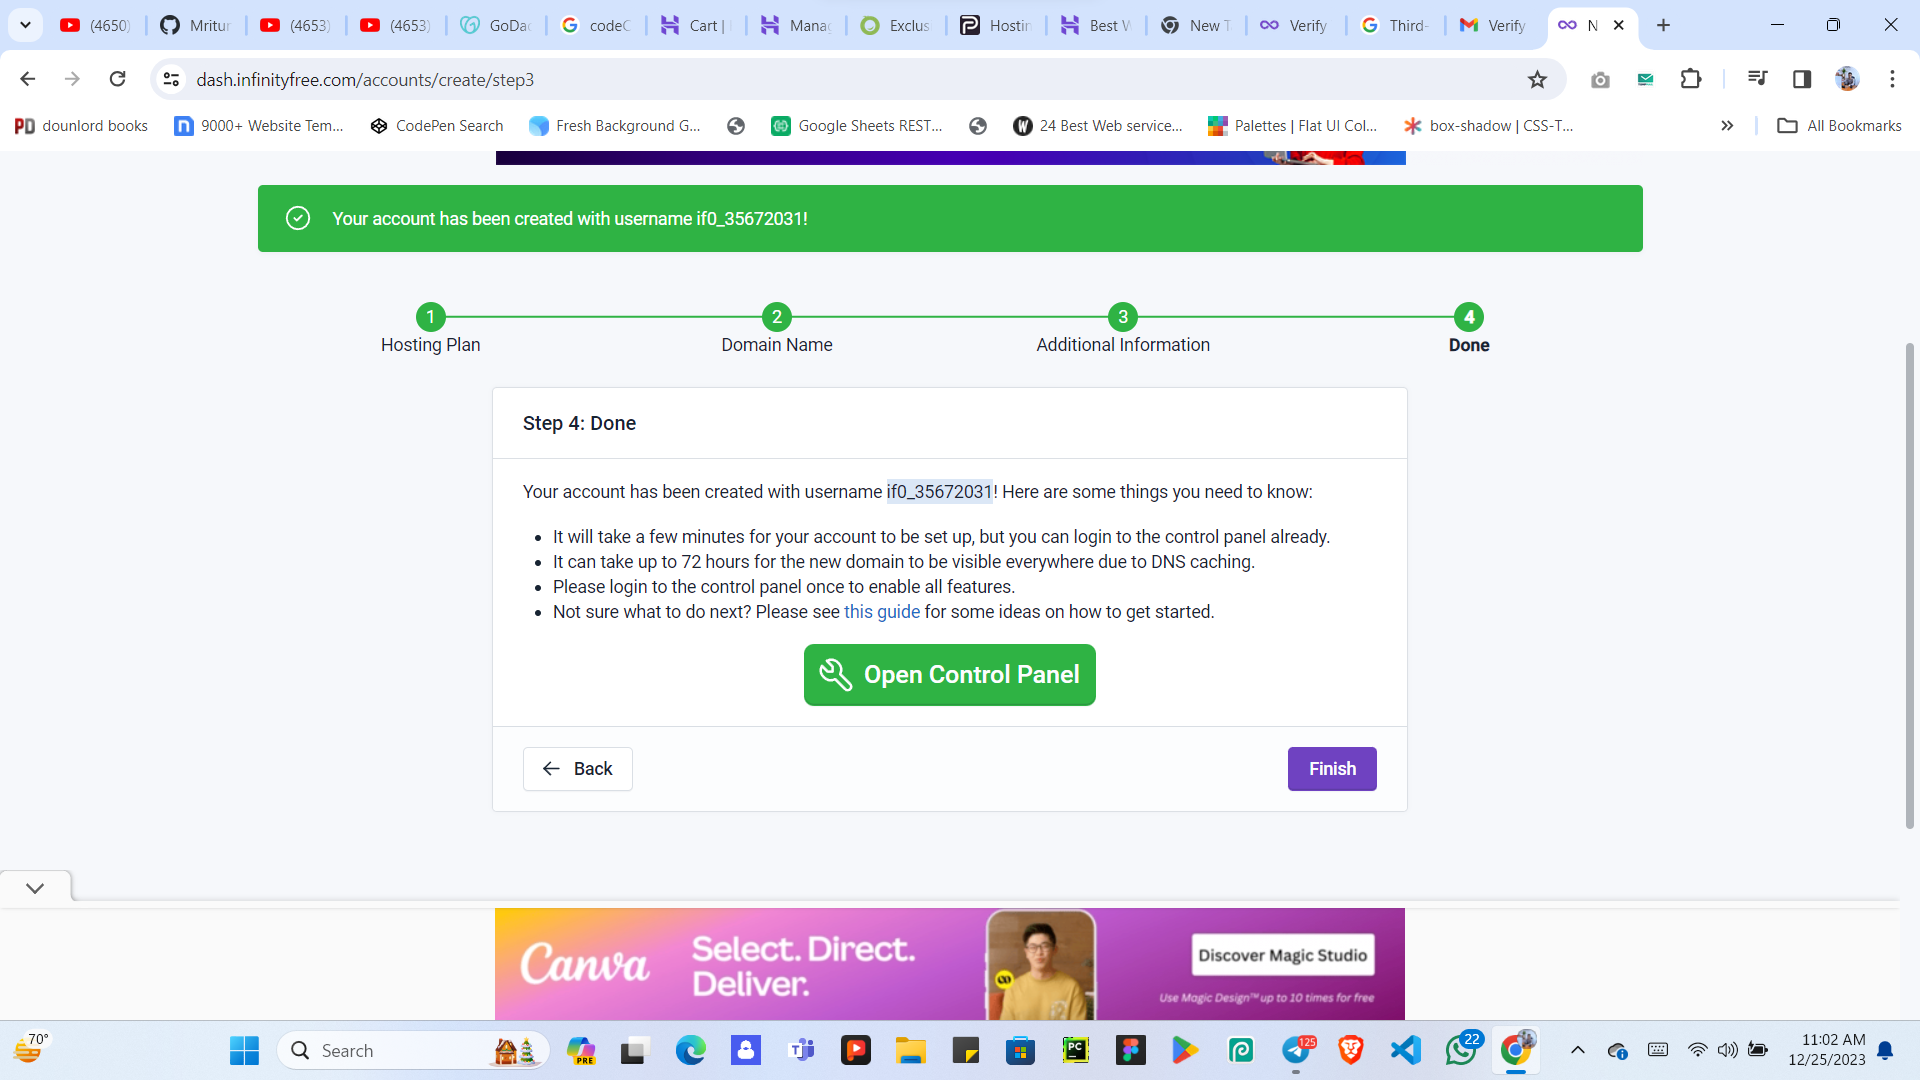 (4650)
Mritur
(4653)
(4653)
GoDac
codeC
Cart |
Manag
Exclus
Hostin
Best W
New T
Verify
Third-
Verify
N
dash.infinityfree.com/accounts/create/step3
dounlord books
9000+ Website Tem...
CodePen Search
Fresh Background G...
Google Sheets REST...
24 Best Web service...
Palettes | Flat UI Col...
box-shadow | CSS-T...
All Bookmarks
Your account has been created with username if0_35672031!
1
2
3
4
Hosting Plan
Domain Name
Additional Information
Done
Step 4: Done
Your account has been created with username if0_35672031! Here are some things you need to know:
• It will take a few minutes for your account to be set up, but you can login to the control panel already.
• It can take up to 72 hours for the new domain to be visible everywhere due to DNS caching.
• Please login to the control panel once to enable all features.
• Not sure what to do next? Please see this guide for some ideas on how to get started.
Open Control Panel
Back
Finish
Canva
Select. Direct.
Deliver.
Discover Magic Studio
Use Magic Design™ up to 10 times for free
70°
Search
PRE
PC
125
22
11:02 AM
12/25/2023